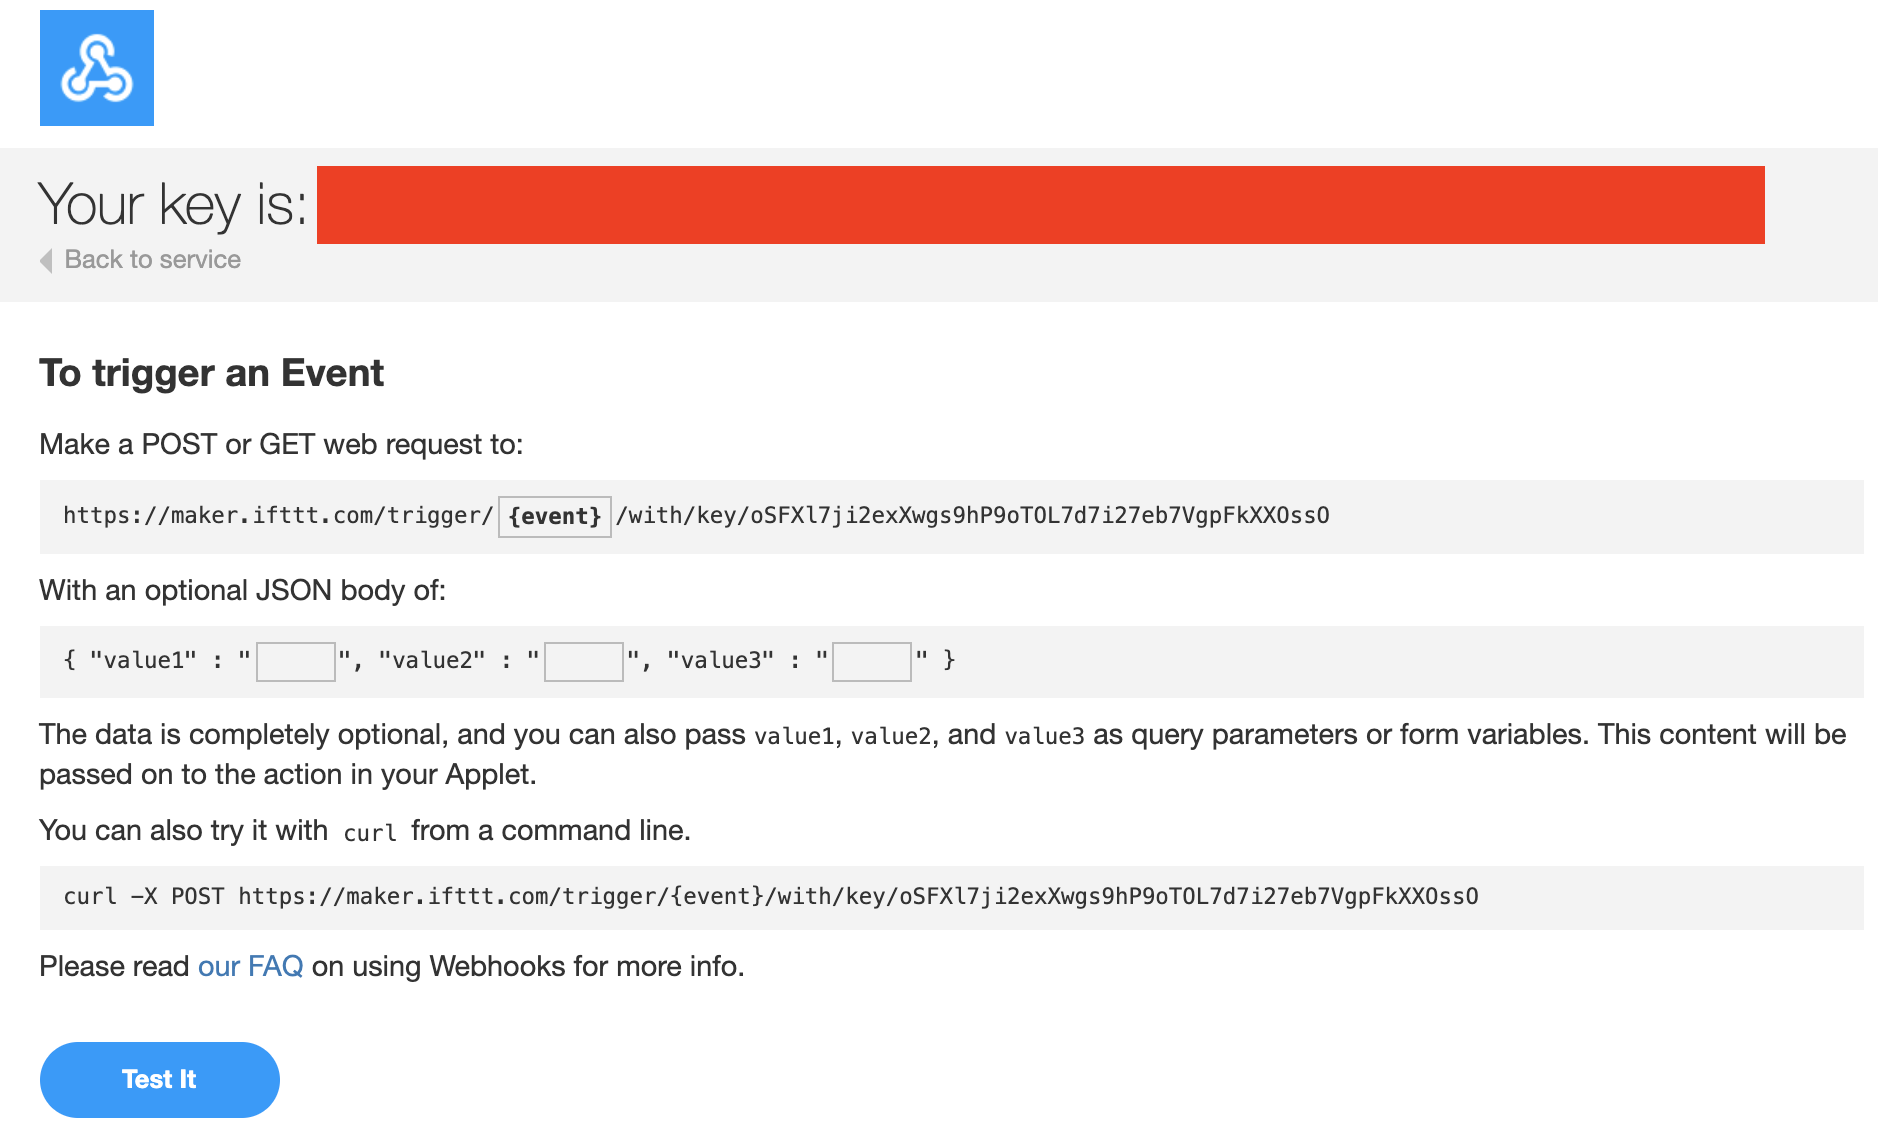 Your key is:
Back to service
To trigger an Event
Make a POST or GET web request to:
https://maker.ifttt.com/trigger/ {event} /with/key/oSFXl7ji2exXwgs9hP9oTOL7d7i27eb7VgpFkXXOssO
With an optional JSON body of:
{ "value1" : "", "value2" : "", "value3" : "" }
The data is completely optional, and you can also pass value1, value2, and value3 as query parameters or form variables. This content will be
passed on to the action in your Applet.
You can also try it with curl from a command line.
curl -X POST https://maker.ifttt.com/trigger/{event}/with/key/oSFXl7ji2exXwgs9hP9oTOL7d7i27eb7VgpFkXXOssO
Please read our FAQ on using Webhooks for more info.
Test It